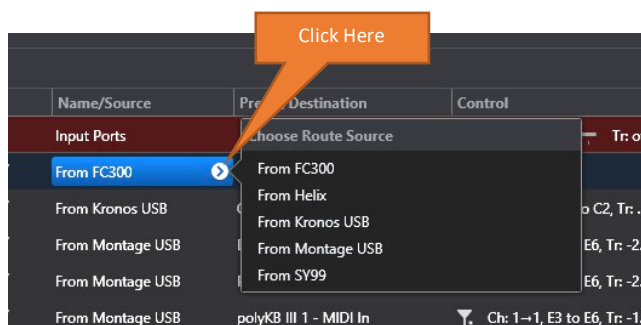 Click Here
Name/Source
Control
Input Ports
Choose Route Source
Tr:
From FC300
From FC300
From Helix
From Kronos USB
From Kronos USB
to C2, Tr:
From Montage USB
From Montage USB
E6, Tr: -2.
From Montage USB
From SY99
E6, Tr: -2.
From Montage USB
polyKB III 1 - MIDI In
Ch: 1→1, E3 to E6, Tr: -1.